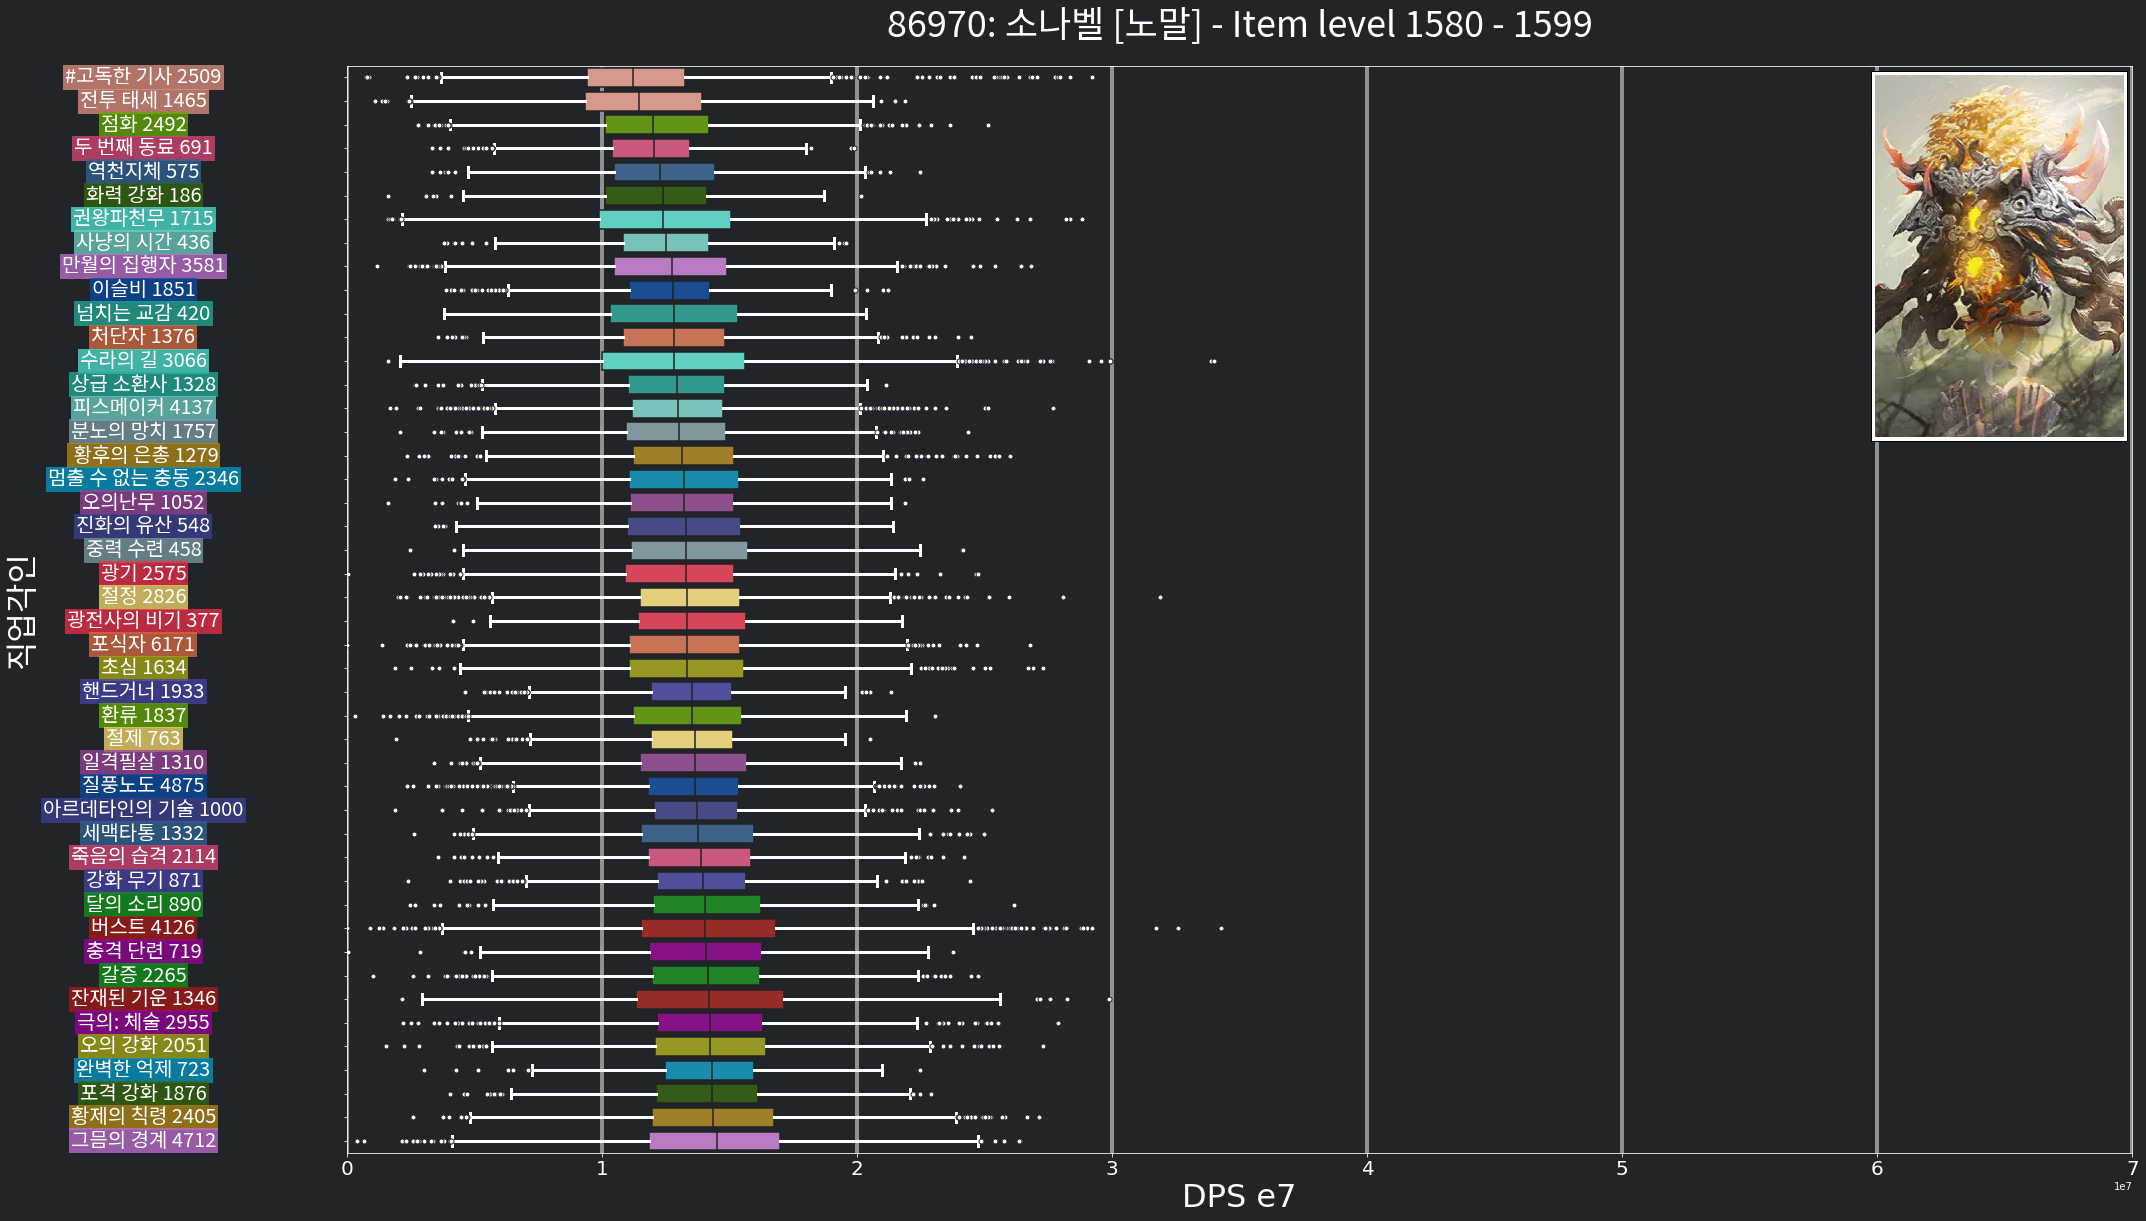 86970: 소나벨 [노말] - Item level 1580 - 1599
#고독한 기사 2509
전투 태세 1465
점화 2492
두 번째 동료 691
역천지체 575
화력 강화 186
권왕파천무 1715
사냥의 시간 436
만월의 집행자 3581
이슬비 1851
넘치는 교감 420
처단자 1376
수라의 길 3066
상급 소환사 1328
피스메이커 4137
분노의 망치 1757
황후의 은총 1279
멈출 수 없는 충동 2346
오의난무 1052
진화의 유산 548
중력 수련 458
광기 2575
절정 2826
광전사의 비기 377
포식자 6171
초심 1634
핸드거너 1933
환류 1837
절제 763
일격필살 1310
질풍노도 4875
아르데타인의 기술 1000
세맥타통 1332
죽음의 습격 2114
강화 무기 871
달의 소리 890
버스트 4126
충격 단련 719
갈증 2265
잔재된 기운 1346
극의: 체술 2955
오의 강화 2051
완벽한 억제 723
포격 강화 1876
황제의 칙령 2405
그믐의 경계 4712
직업각인
0 1 2 3 4 5 6 7
1e7
DPS e7